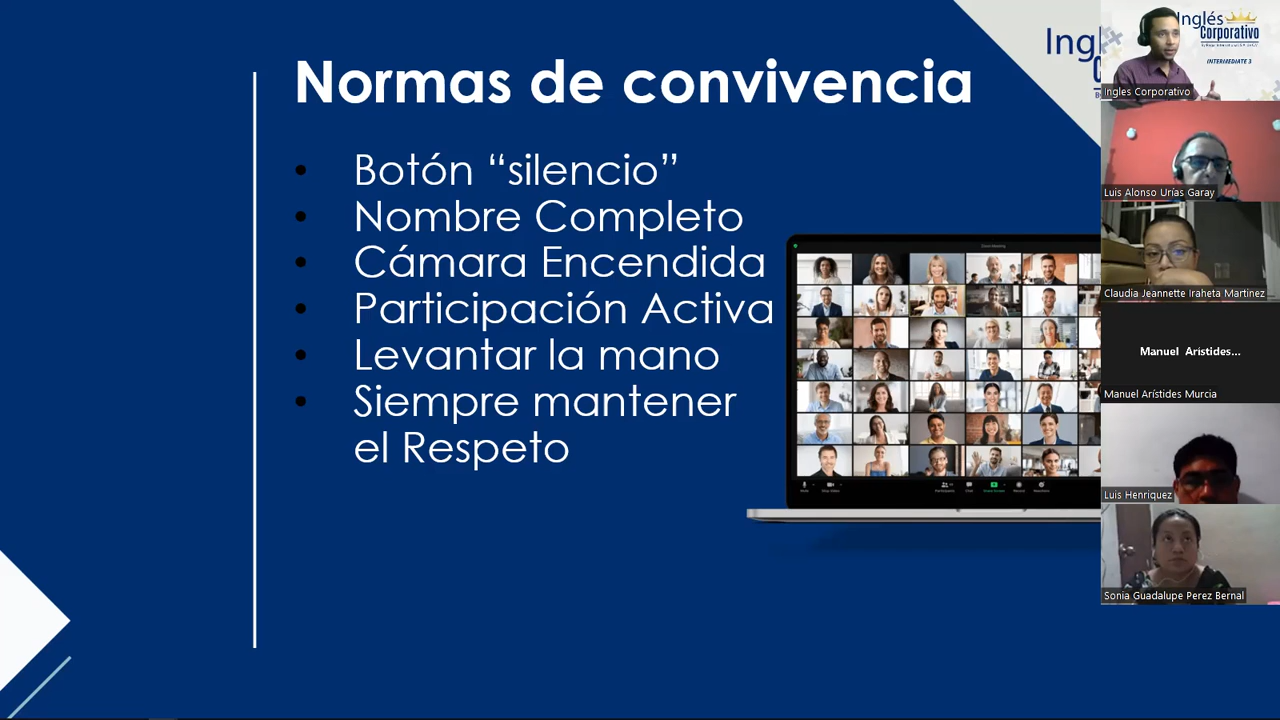 Normas de convivencia
• Botón “silencio”
• Nombre Completo
• Cámara Encendida
• Participación Activa
• Levantar la mano
• Siempre mantener
el Respeto
Ingl
Inglés
Corporativo
INTERMEDIATE 3
Ingles Corporativo
Luis Alonso Urías Garay
Claudia Jeannette Iraheta Martinez
Manuel Aristides...
Manuel Arístides Murcia
Luis Henriquez
Sonia Guadalupe Perez Bernal